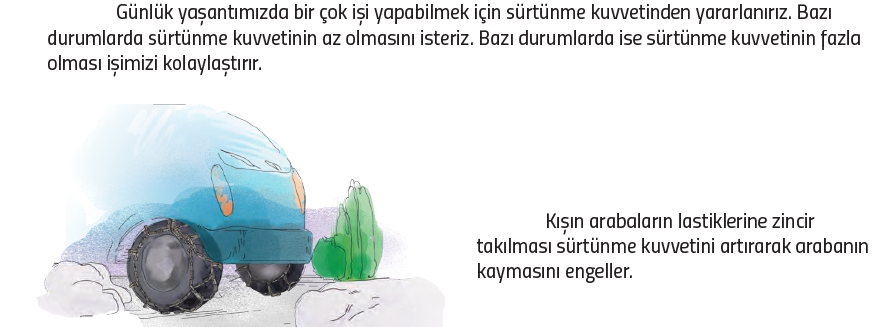 Günlük yaşantımızda bir çok işi yapabilmek için sürtünme kuvvetinden yararlanırız. Bazı
durumlarda sürtünme kuvvetinin az olmasını isteriz. Bazı durumlarda ise sürtünme kuvvetinin fazla
olması işimizi kolaylaştırır.
Kışın arabaların lastiklerine zincir
takılması sürtünme kuvvetini artırarak arabanın
kaymasını engeller.